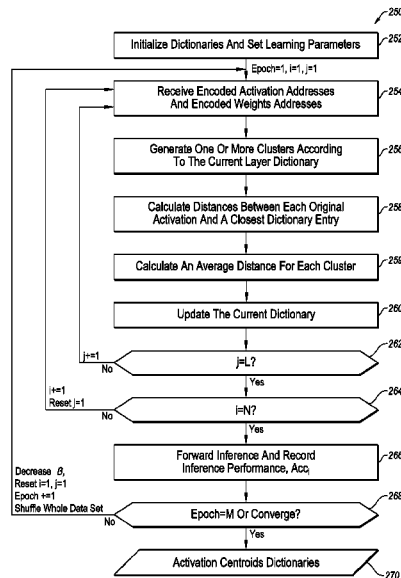 250
Initialize Dictionaries And Set Learning Parameters
252
Epoch=1, i=1, j=1
Receive Encoded Activation Addresses
And Encoded Weights Addresses
254
Generate One Or More Clusters According
To The Current Layer Dictionary
256
Calculate Distances Between Each Original
Activation And A Closest Dictionary Entry
258
Calculate An Average Distance For Each Cluster
259
Update The Current Dictionary
260
262
j+=1
No
j=L?
Yes
264
i+=1
Reset j=1
No
i=N?
Yes
Forward Inference And Record
Inference Performance, Acci
266
268
Decrease β,
Reset i=1, j=1
Epoch +=1
Shuffle Whole Data Set
No
Epoch=M Or Converge?
Yes
Activation Centroids Dictionaries
270